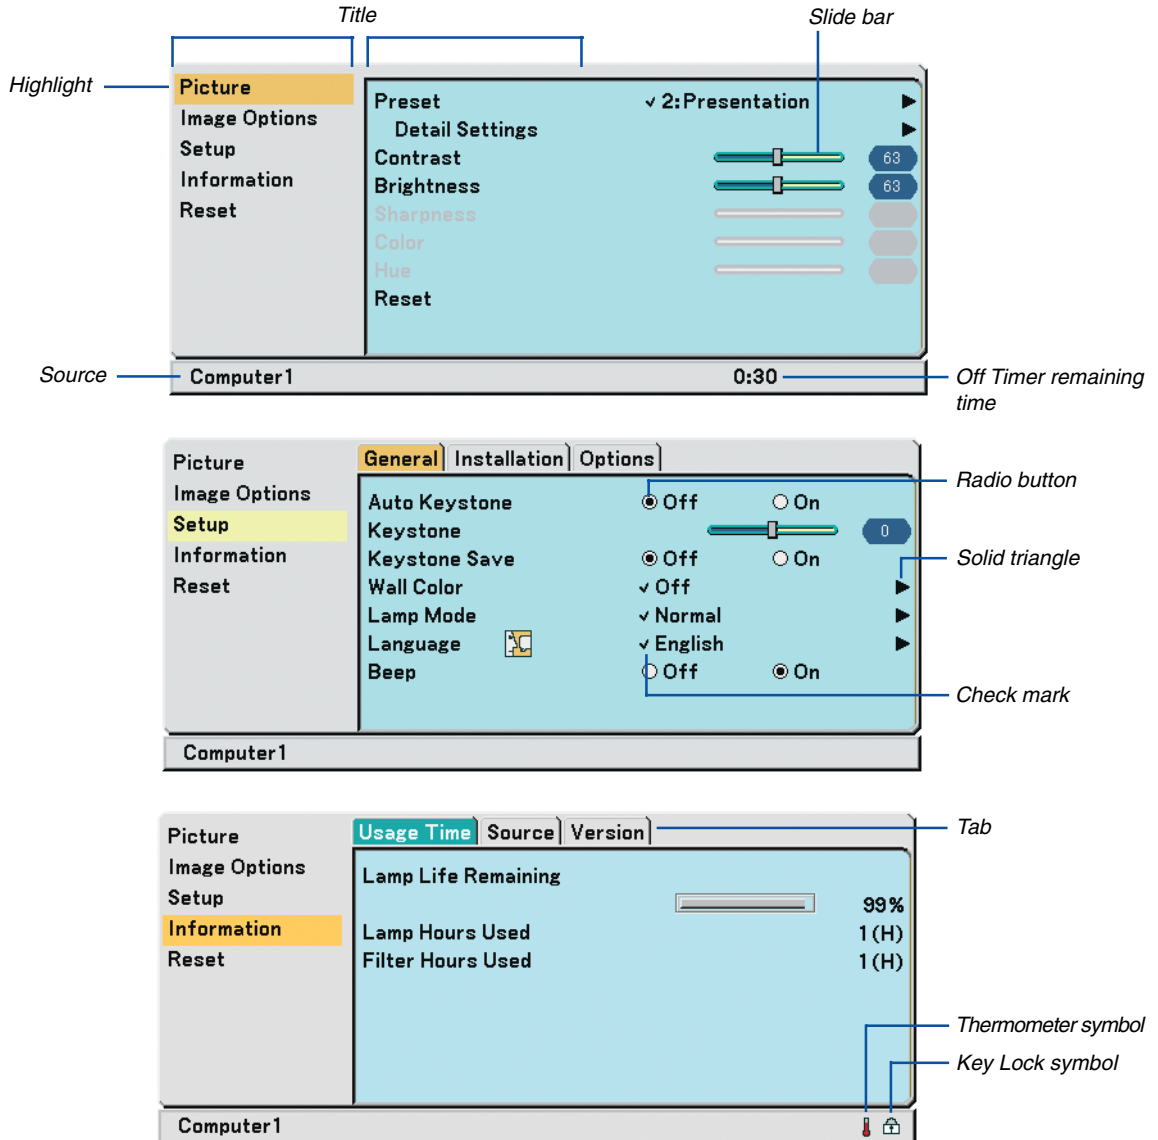 Title
Slide bar
Highlight
Picture
Image Options
Setup
Information
Reset
Preset ✓ 2:Presentation ▶
Detail Settings ▶
Contrast 63
Brightness 63
Sharpness
Color
Hue
Reset
Source
Computer1 0:30
Off Timer remaining
time
Picture
Image Options
Setup
Information
Reset
General Installation Options
Auto Keystone Off On
Keystone 0
Keystone Save Off On
Wall Color ✓ Off ▶
Lamp Mode ✓ Normal ▶
Language ✓ English ▶
Beep Off On
Radio button
Solid triangle
Check mark
Computer1
Picture
Image Options
Setup
Information
Reset
Usage Time Source Version
Tab
Lamp Life Remaining
99%
Lamp Hours Used 1(H)
Filter Hours Used 1(H)
Thermometer symbol
Key Lock symbol
Computer1